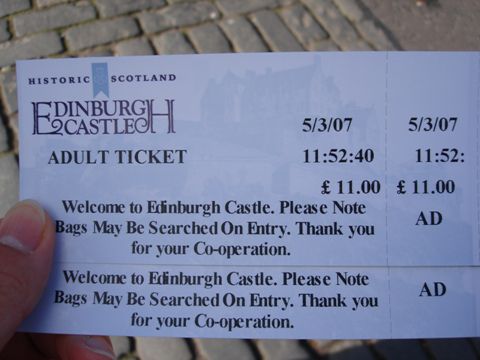 HISTORIC SCOTLAND
EDINBURGH
CASTLE
5/3/07 5/3/07
ADULT TICKET 11:52:40 11:52:
£ 11.00 £ 11.00
Welcome to Edinburgh Castle. Please Note
Bags May Be Searched On Entry. Thank you
for your Co-operation.
AD
Welcome to Edinburgh Castle. Please Note
Bags May Be Searched On Entry. Thank you
for your Co-operation.
AD